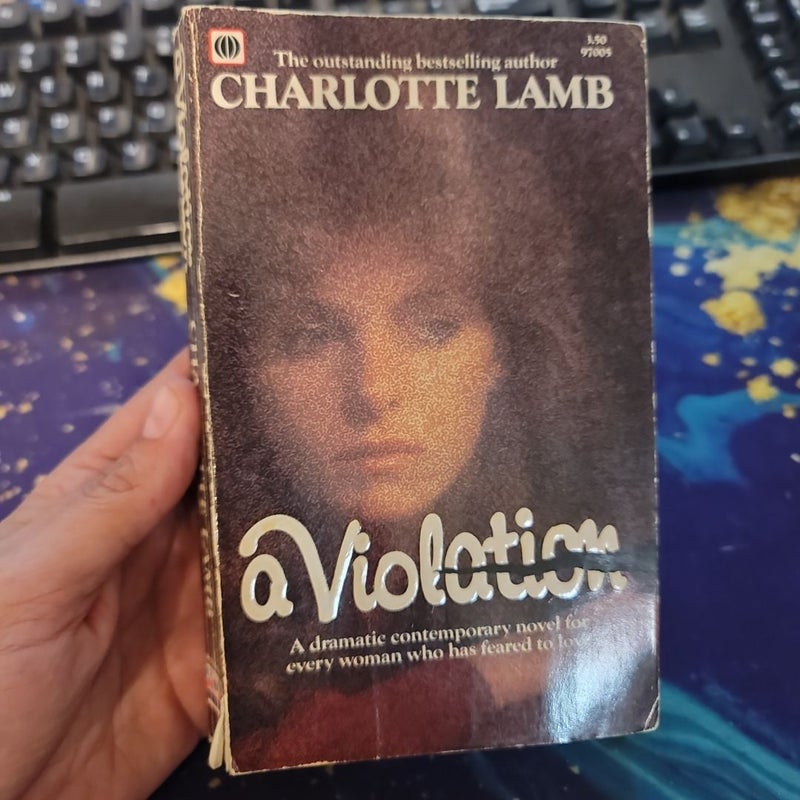 3.50
97005
The outstanding bestselling author
CHARLOTTE LAMB
a Violation
A dramatic contemporary novel for
every woman who has feared to